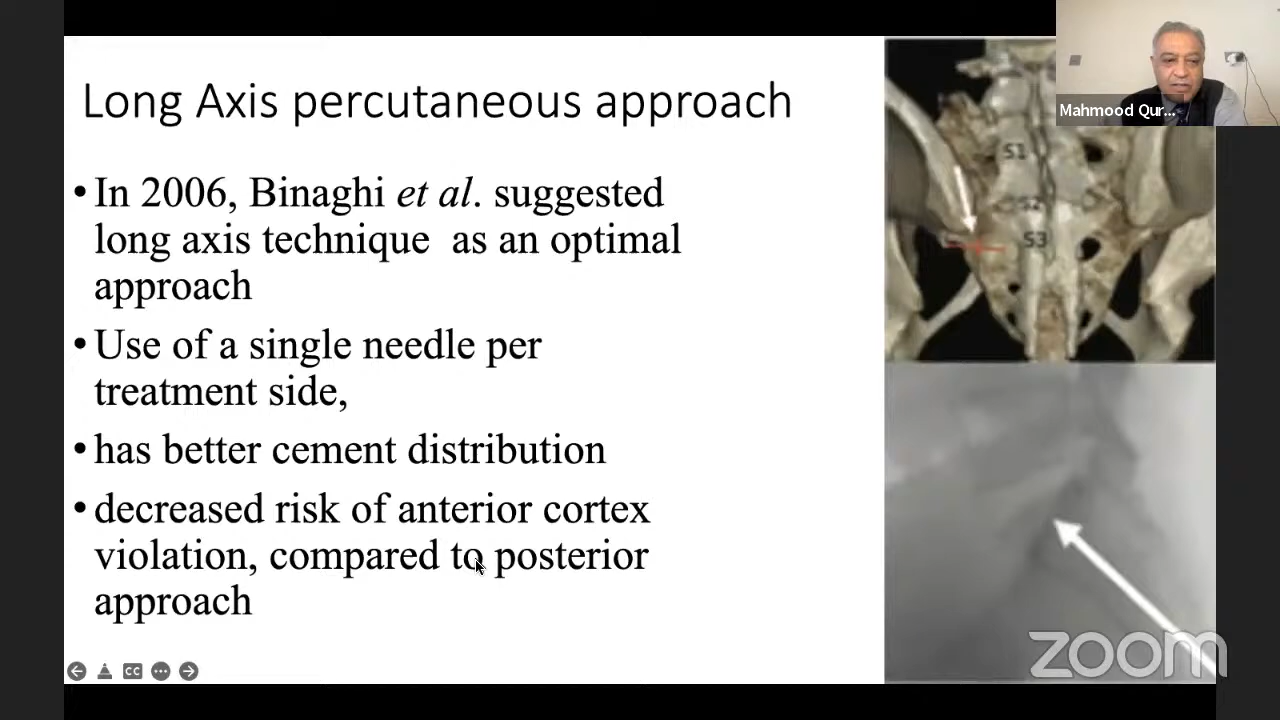 Long Axis percutaneous approach
• In 2006, Binaghi et al. suggested
long axis technique as an optimal
approach
• Use of a single needle per
treatment side,
• has better cement distribution
• decreased risk of anterior cortex
violation, compared to posterior
approach
S1
S2
S3
Mahmood Qur...
CC
zoom